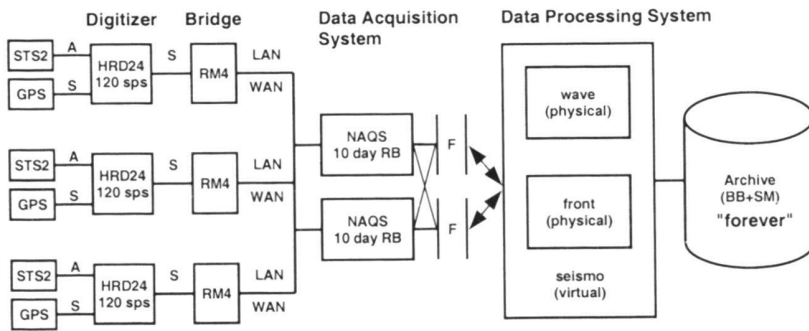 Digitizer
Bridge
Data Acquisition
System
Data Processing System
STS2
A
GPS
S
HRD24
120 sps
S
RM4
LAN
WAN
STS2
A
GPS
S
HRD24
120 sps
S
RM4
LAN
WAN
STS2
A
GPS
S
HRD24
120 sps
S
RM4
LAN
WAN
NAQS
10 day RB
NAQS
10 day RB
F
F
wave
(physical)
front
(physical)
seismo
(virtual)
Archive
(BB+SM)
"forever"